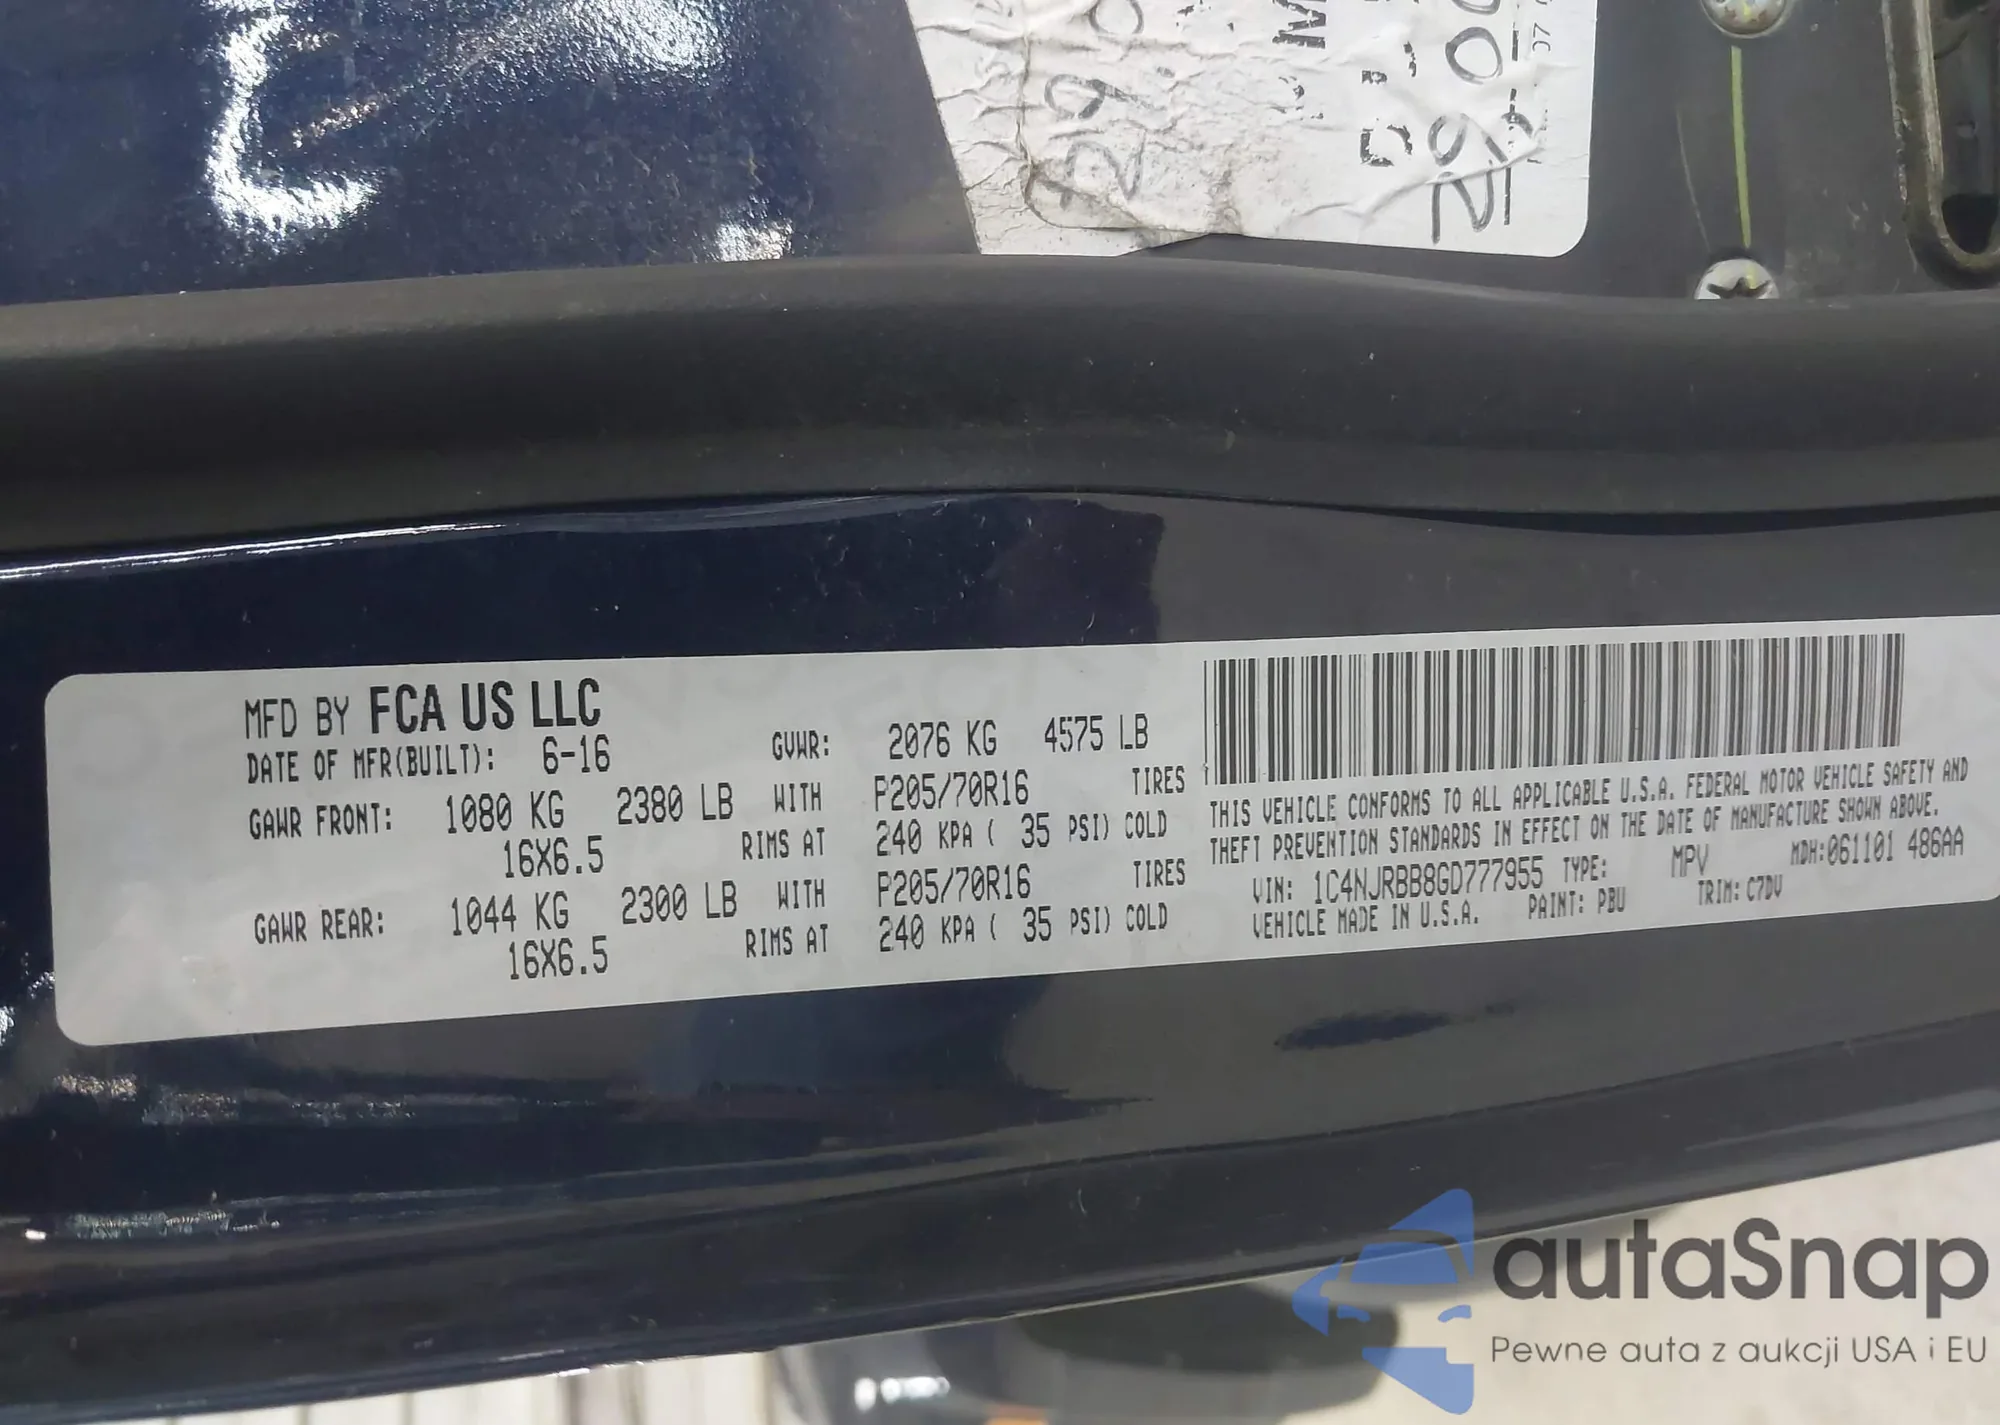 29 0
M
29 00
07
MFD BY FCA US LLC
DATE OF MFR(BUILT): 6-16 GVWR: 2076 KG 4575 LB
GAWR FRONT: 1080 KG 2380 LB WITH P205/70R16 TIRES
16X6.5 RIMS AT 240 KPA ( 35 PSI) COLD
GAWR REAR: 1044 KG 2300 LB WITH P205/70R16 TIRES
16X6.5 RIMS AT 240 KPA ( 35 PSI) COLD
THIS VEHICLE CONFORMS TO ALL APPLICABLE U.S.A. FEDERAL MOTOR VEHICLE SAFETY AND
THEFT PREVENTION STANDARDS IN EFFECT ON THE DATE OF MANUFACTURE SHOWN ABOVE.
VIN: 1C4NJRBB8GD777955 TYPE: MPV MDH:061101 486AA
VEHICLE MADE IN U.S.A. PAINT: PBU TRIM: C7DV
autaSnap
Pewne auta z aukcji USA i EU